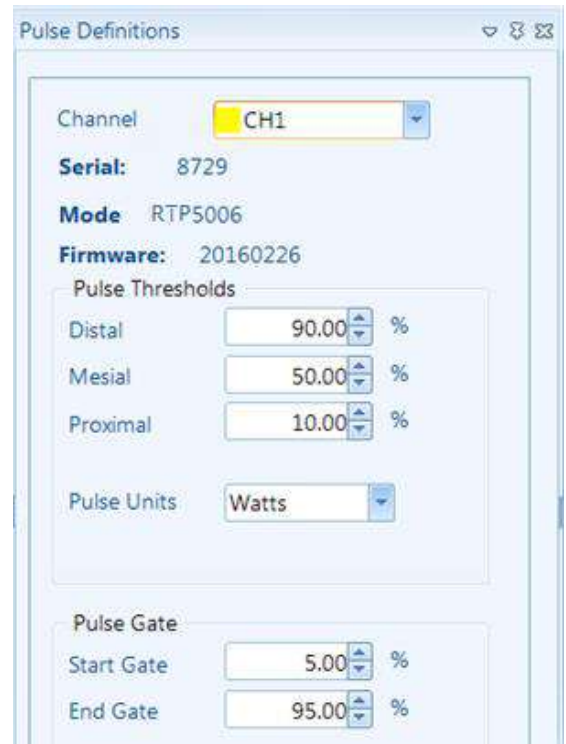 Pulse Definitions
Channel CH1
Serial: 8729
Mode RTP5006
Firmware: 20160226
Pulse Thresholds
Distal 90.00 %
Mesial 50.00 %
Proximal 10.00 %
Pulse Units Watts
Pulse Gate
Start Gate 5.00 %
End Gate 95.00 %